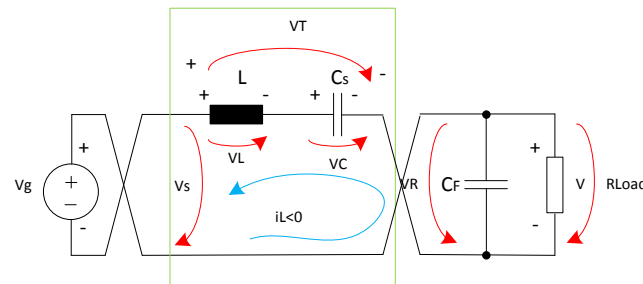 VT
+ -
L Cs
+ - + -
VL VC
+ Vg + - -
Vs
iL<0
VR CF
+ V RLoad
-